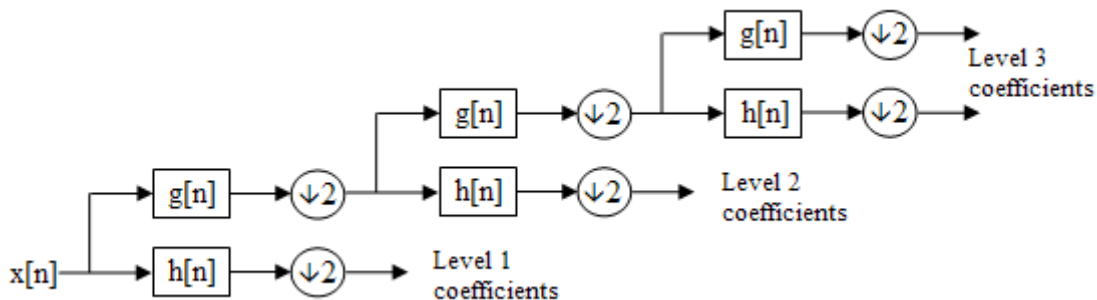 g[n] ↓2
Level 3
coefficients
g[n] ↓2 h[n] ↓2
g[n] ↓2 h[n] ↓2
Level 2
coefficients
x[n] h[n] ↓2
Level 1
coefficients